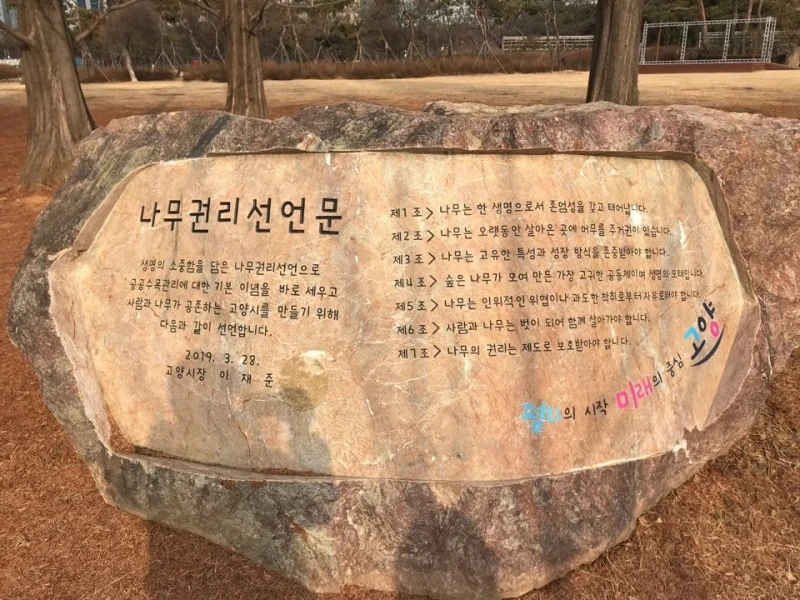 나무권리선언문
생명의 소중함을 담은 나무권리선언으로
공공수목관리에 대한 기본 이념을 바로 세우고
사람과 나무가 공존하는 고양시를 만들기 위해
다음과 같이 선언합니다.
2019. 3. 28.
고양시장 이 재 준
제1조> 나무는 한 생명으로서 존엄성을 갖고 태어납니다.
제2조> 나무는 오랫동안 살아온 곳에 머무를 주거권이 있습니다.
제3조> 나무는 고유한 특성과 성장 방식을 존중받아야 합니다.
제4조> 숲은 나무가 모여 만든 가장 고귀한 공동체이며 생명의 모태입니다.
제5조> 나무는 인위적인 위협이나 과도한 착취로부터 자유로워야 합니다.
제6조> 사람과 나무는 벗이 되어 함께 살아가야 합니다.
제7조> 나무의 권리는 제도로 보호받아야 합니다.
평화의 시작 미래의 중심 고양